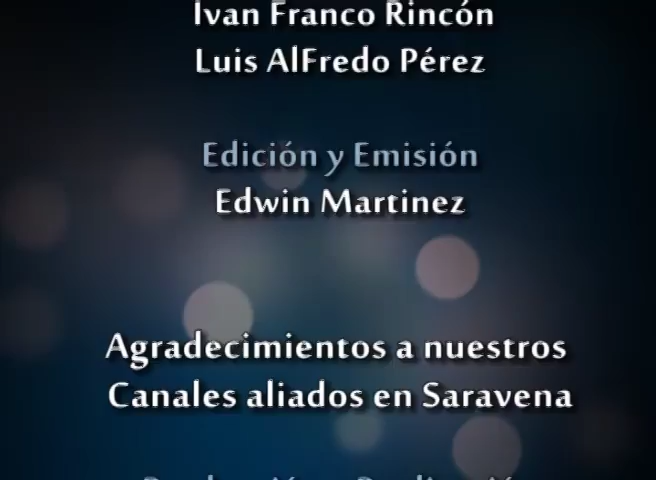 Ivan Franco Rincón
Luis AlFredo Pérez
Edición y Emisión
Edwin Martinez
Agradecimientos a nuestros
Canales aliados en Saravena